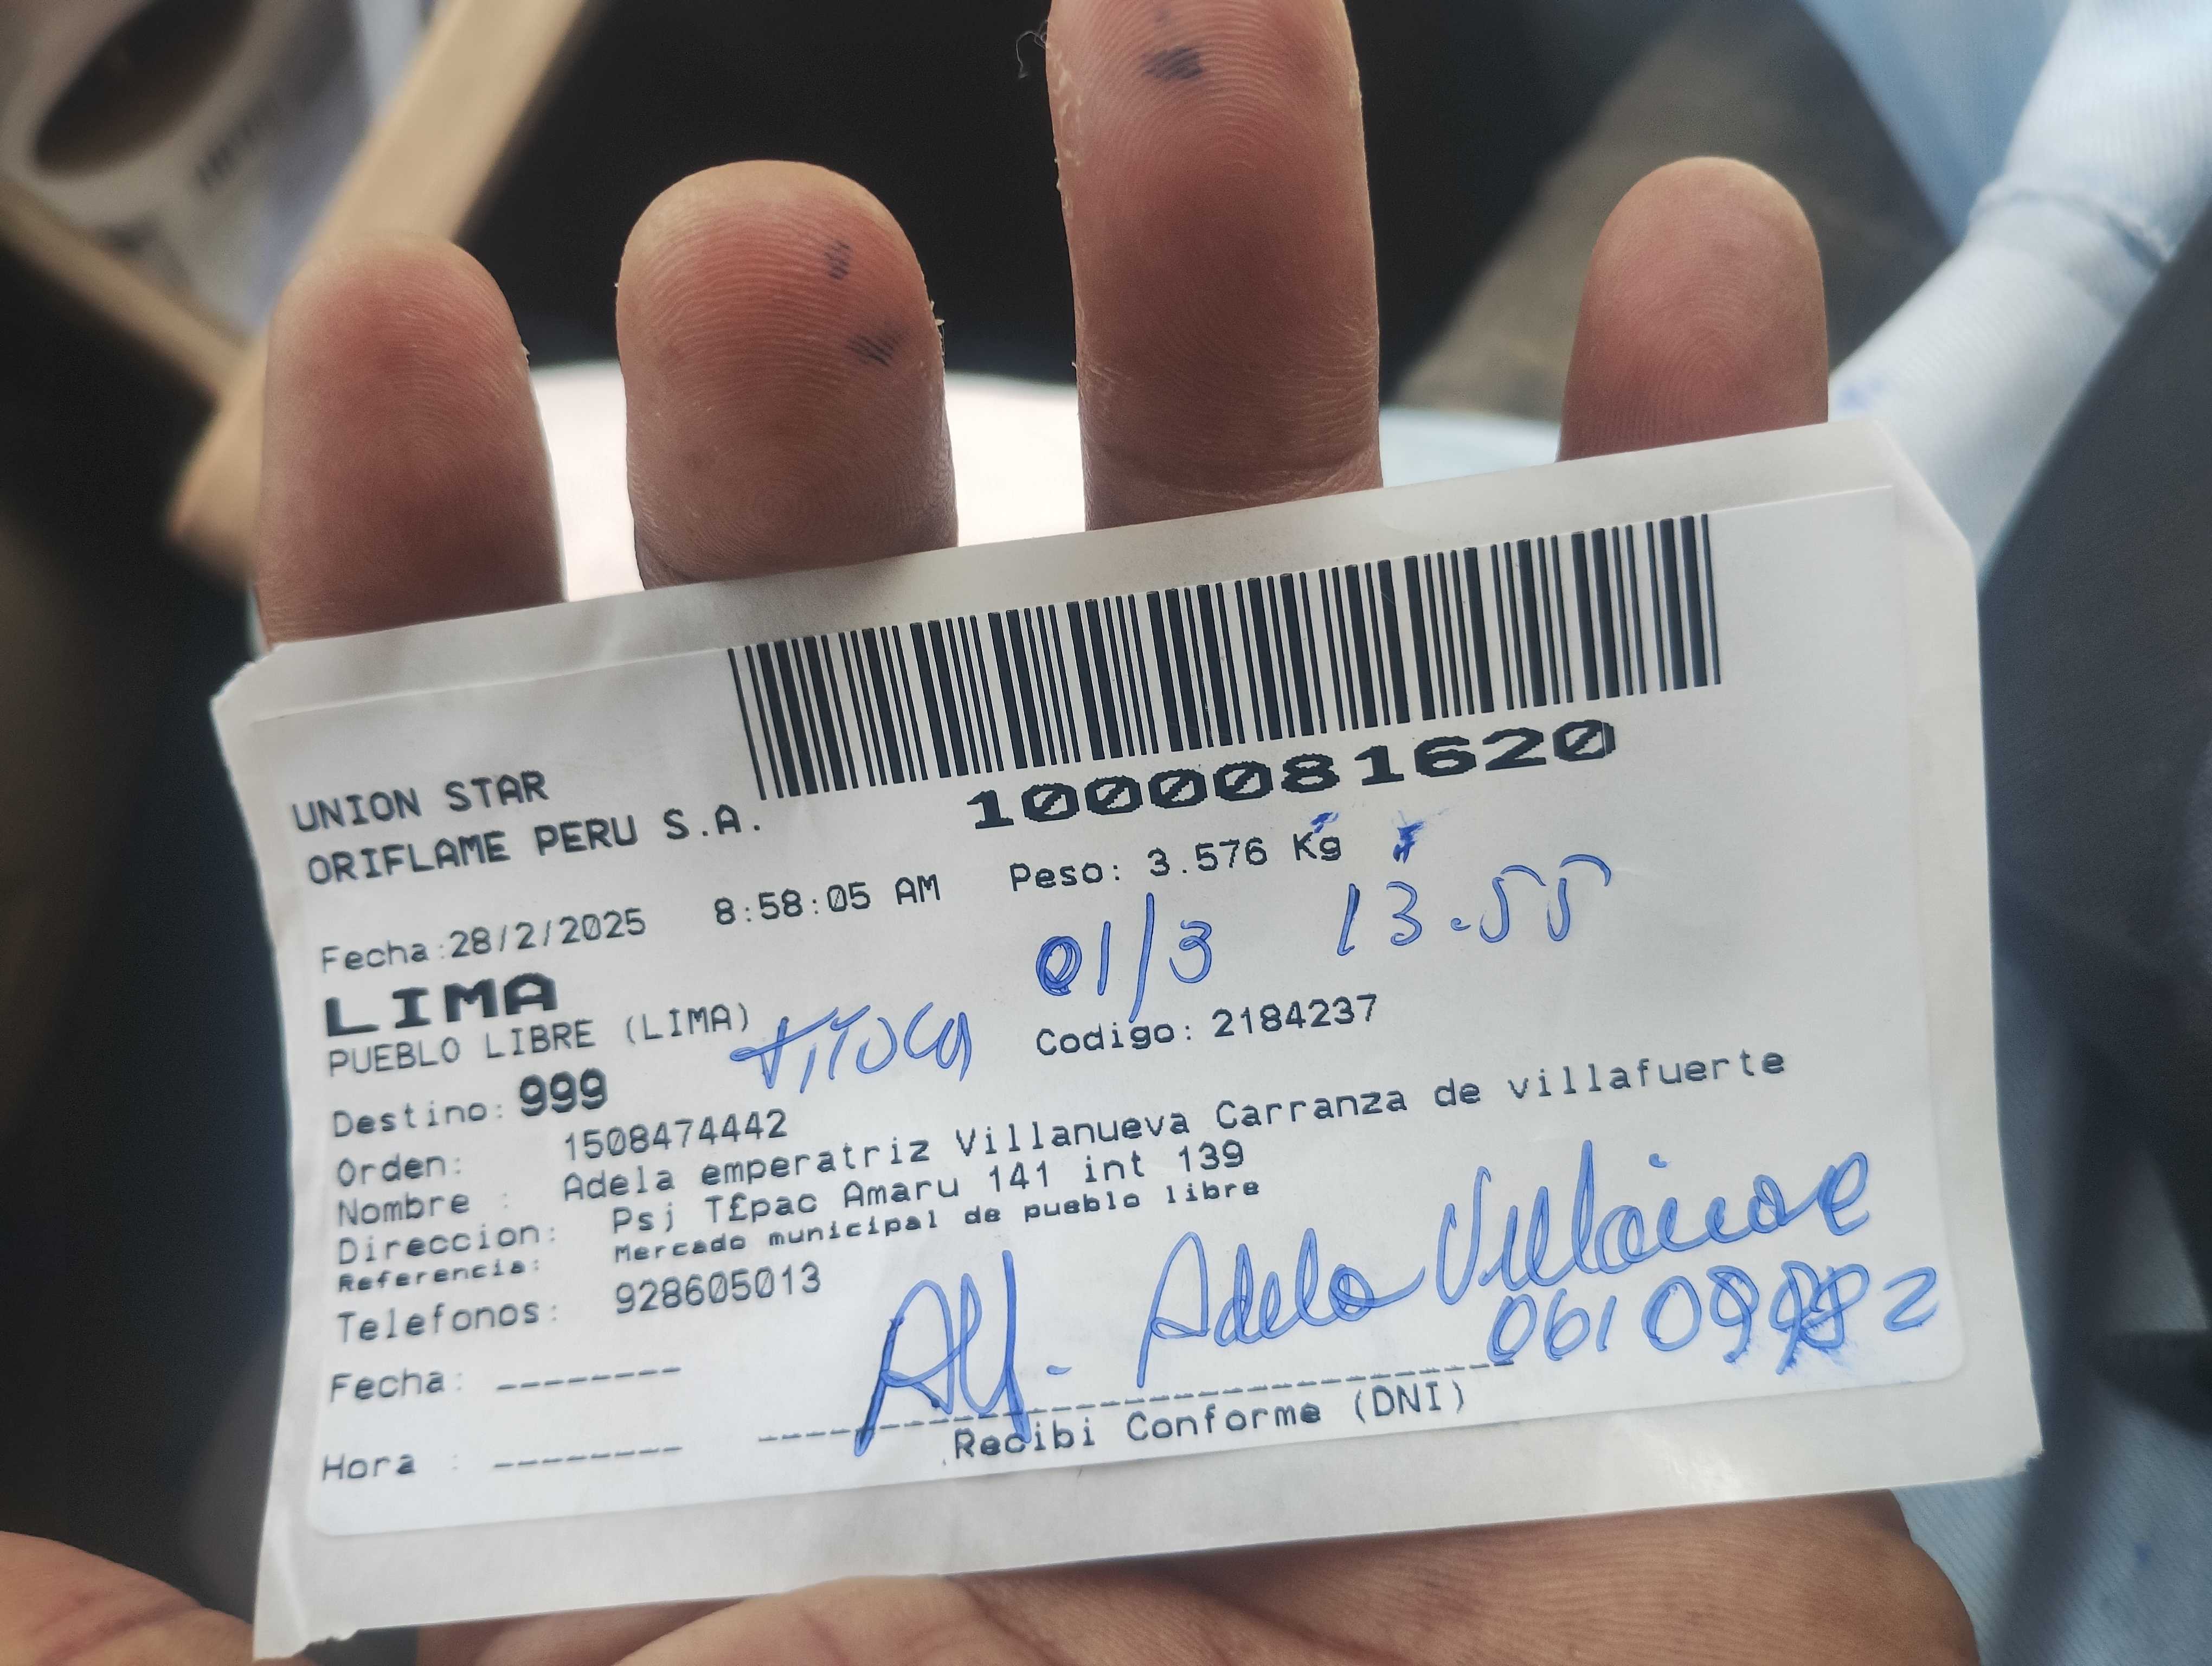 1000081620
UNION STAR
ORIFLAME PERU S.A.
Fecha:28/2/2025 8:58:05 AM Peso: 3.576 Kg
01/3 13.55
LIMA
PUEBLO LIBRE (LIMA)
Codigo: 2184237
Destino: 999
Orden: 1508474442
Nombre : Adela emperatriz Villanueva Carranza de villafuerte
Direccion: Psj T£pac Amaru 141 int 139
Referencia: Mercado municipal de pueblo libre
Telefonos: 928605013
Adela
Fecha: --------
Hora : --------
Recibi Conforme (DNI)